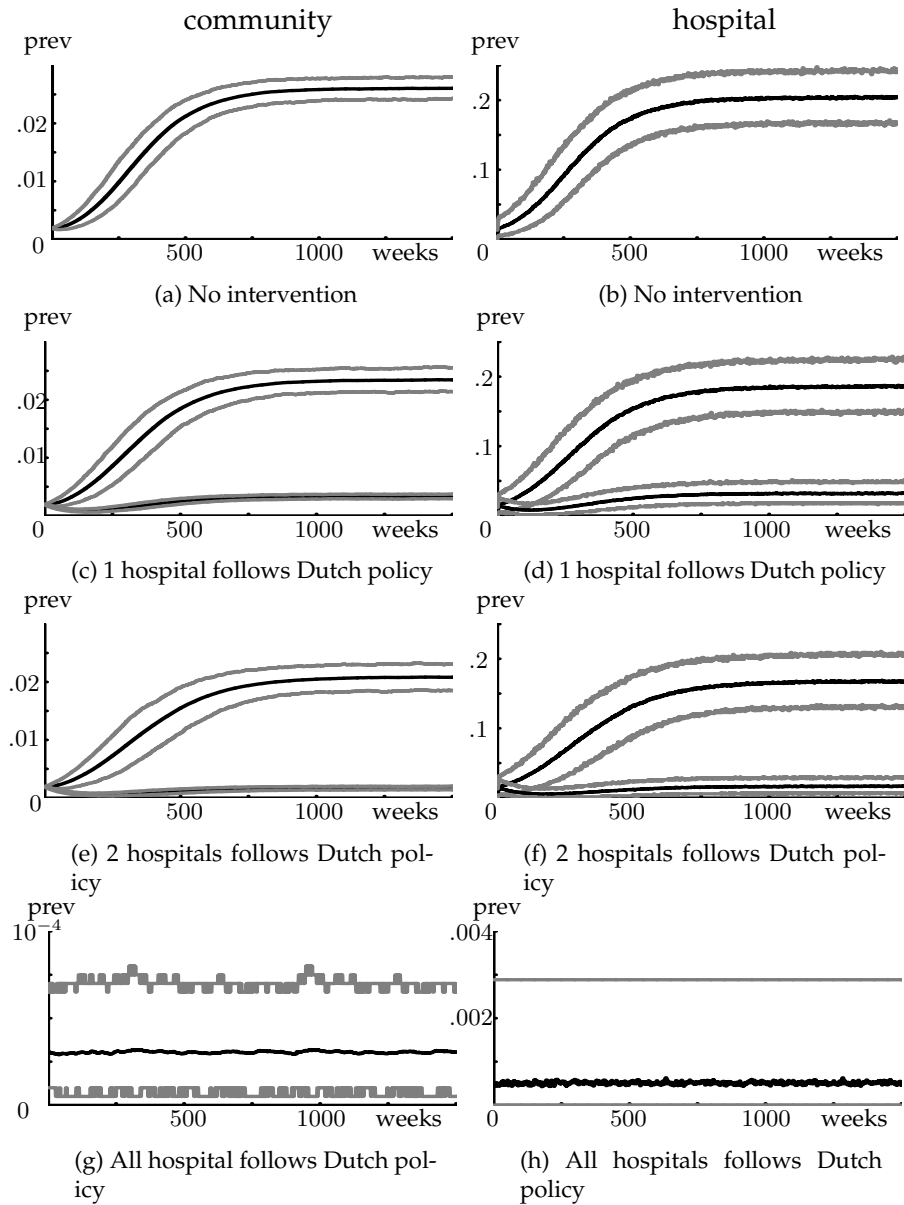 community
hospital
prev
prev
.02
.01
0
500
1000
weeks
.2
.1
0
500
1000
weeks
(a) No intervention
(b) No intervention
prev
prev
.02
.01
0
500
1000
weeks
.2
.1
0
500
1000
weeks
(c) 1 hospital follows Dutch policy
(d) 1 hospital follows Dutch policy
prev
prev
.02
.01
0
500
1000
weeks
.2
.1
0
500
1000
weeks
(e) 2 hospitals follows Dutch pol-
icy
(f) 2 hospitals follows Dutch pol-
icy
prev
prev
10⁻⁴
0
500
1000
weeks
.004
.002
0
500
1000
weeks
(g) All hospital follows Dutch pol-
icy
(h) All hospitals follows Dutch
policy